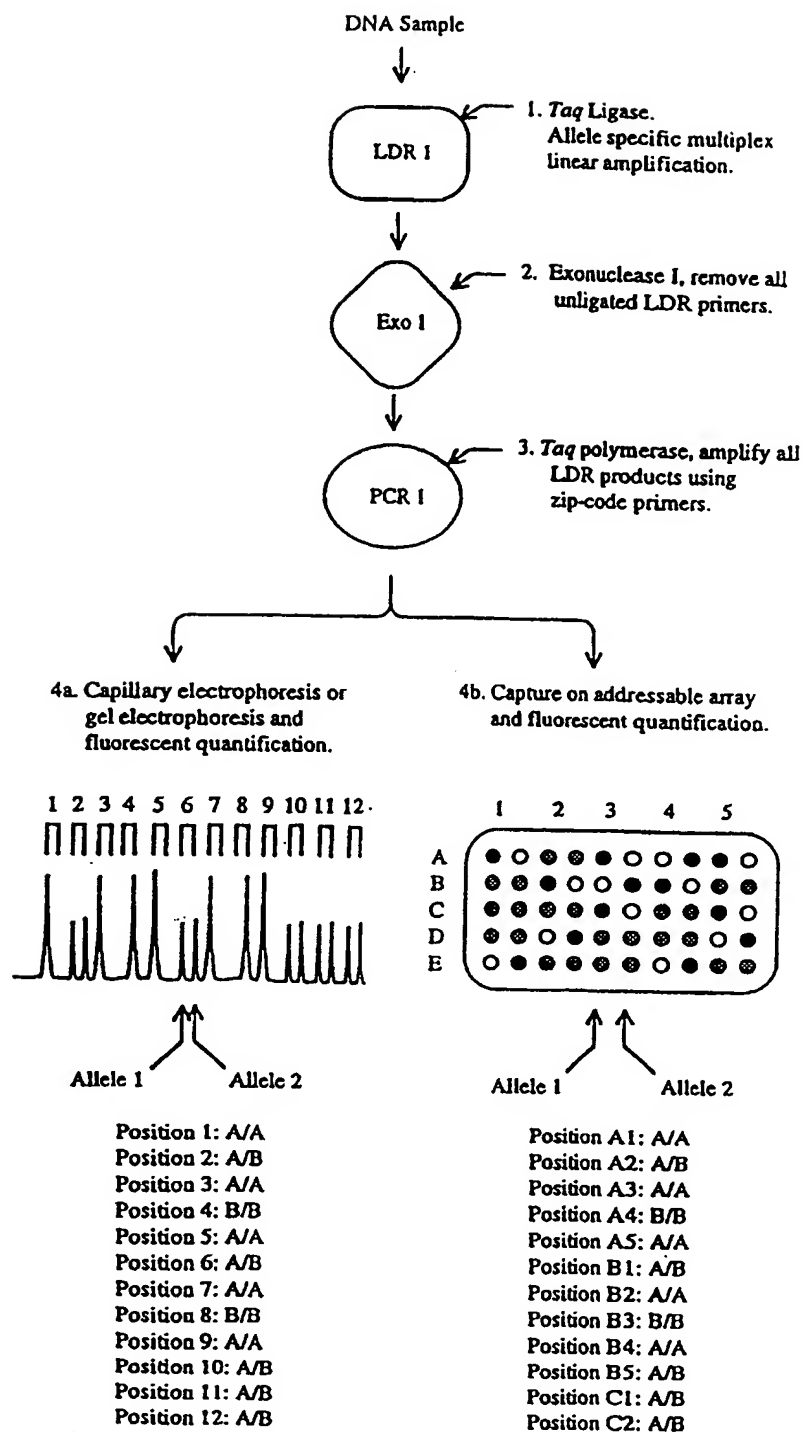 DNA Sample
LDR 1
1. Taq Ligase.
Allele specific multiplex
linear amplification.
Exo 1
2. Exonuclease I, remove all
unligated LDR primers.
PCR 1
3. Taq polymerase, amplify all
LDR products using
zip-code primers.
4a. Capillary electrophoresis or
gel electrophoresis and
fluorescent quantification.
1 2 3 4 5 6 7 8 9 10 11 12
Allele 1 Allele 2
Position 1: A/A
Position 2: A/B
Position 3: A/A
Position 4: B/B
Position 5: A/A
Position 6: A/B
Position 7: A/A
Position 8: B/B
Position 9: A/A
Position 10: A/B
Position 11: A/B
Position 12: A/B
4b. Capture on addressable array
and fluorescent quantification.
1 2 3 4 5
A
B
C
D
E
Allele 1 Allele 2
Position A1: A/A
Position A2: A/B
Position A3: A/A
Position A4: B/B
Position A5: A/A
Position B1: A/B
Position B2: A/A
Position B3: B/B
Position B4: A/A
Position B5: A/B
Position C1: A/B
Position C2: A/B